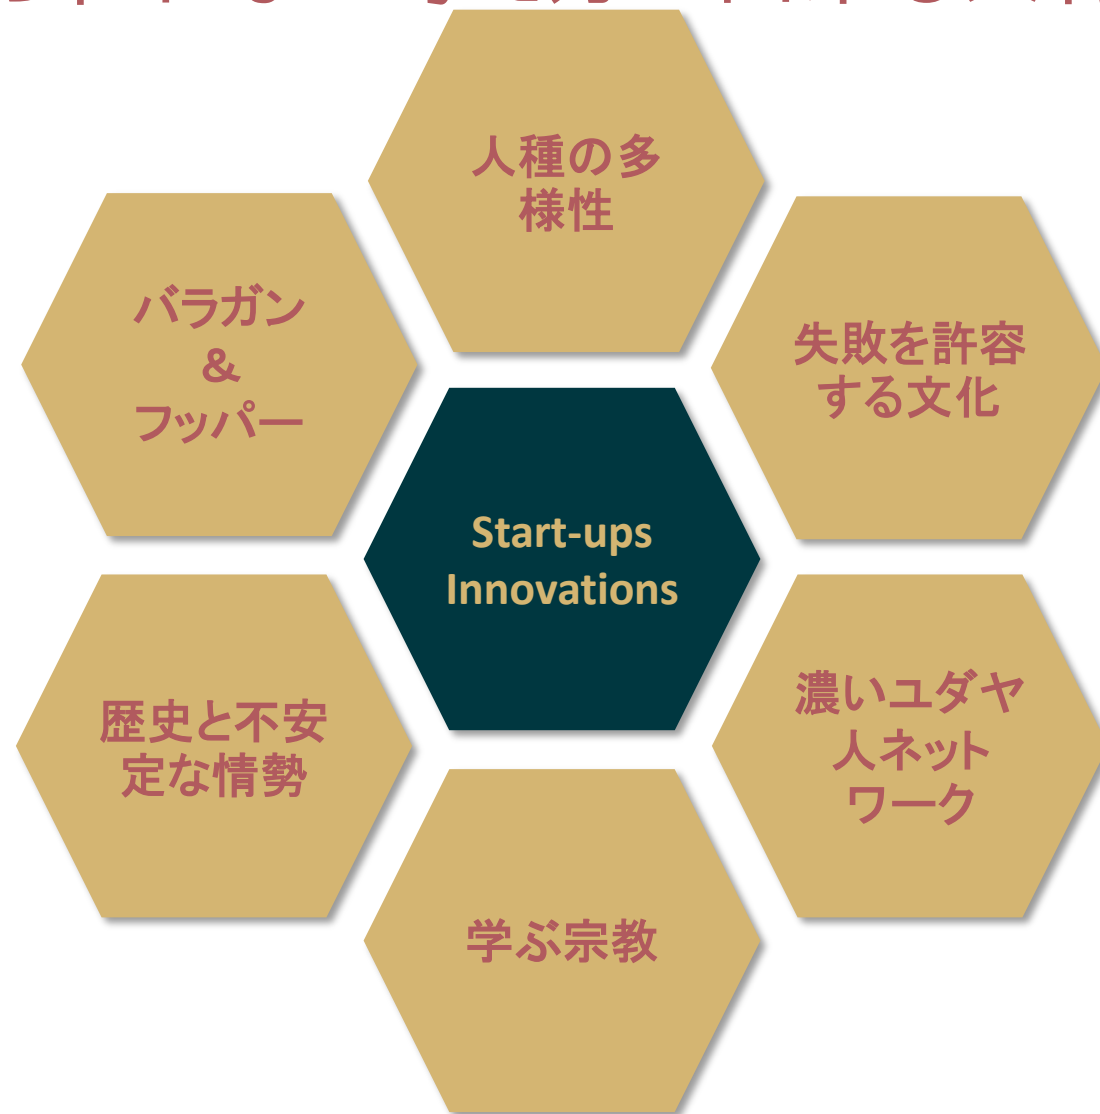 人種の多
様性
バラガン
&
フッパー
失敗を許容
する文化
Start-ups
Innovations
歴史と不安
定な情勢
濃いユダヤ
人ネット
ワーク
学ぶ宗教